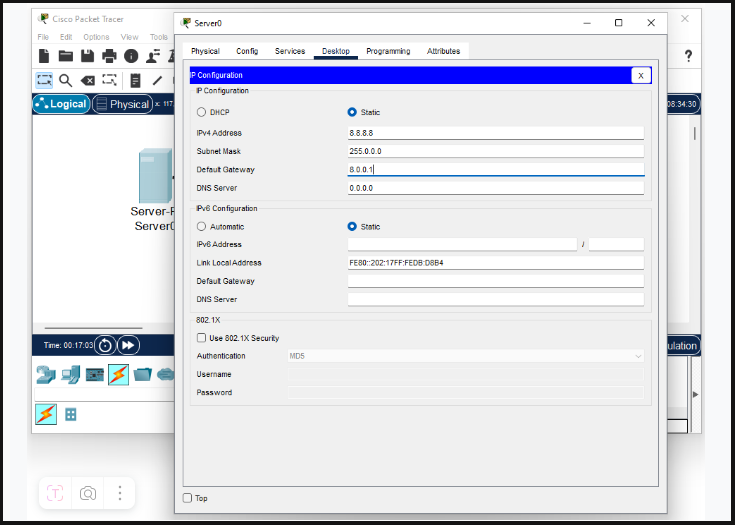 Cisco Packet Tracer
File Edit Options View Tools
Logical Physical x: 117,
08:34:30
Server-P
Server0
Time: 00:17:03
ulation
Server0
Physical Config Services Desktop Programming Attributes
IP Configuration X
IP Configuration
DHCP Static
IPv4 Address 8.8.8.8
Subnet Mask 255.0.0.0
Default Gateway 8.0.0.1
DNS Server 0.0.0.0
IPv6 Configuration
Automatic Static
IPv6 Address /
Link Local Address FE80::202:17FF:FEDB:D8B4
Default Gateway
DNS Server
802.1X
Use 802.1X Security
Authentication MD5
Username
Password
Top